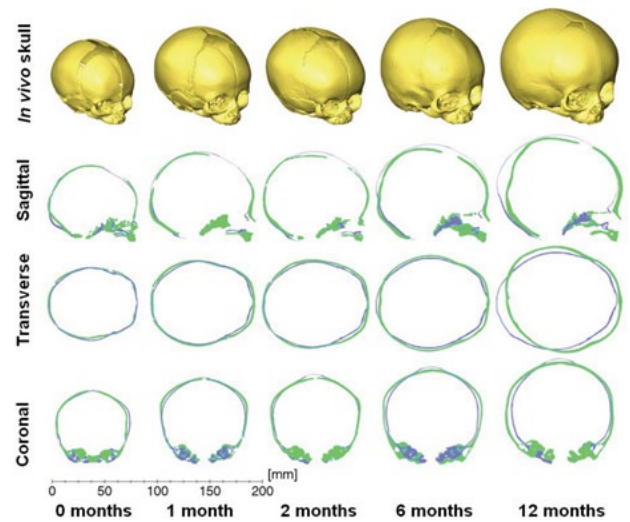 In vivo skull
Sagittal
Transverse
Coronal
[mm]
0 50 100 150 200
0 months 1 month 2 months 6 months 12 months